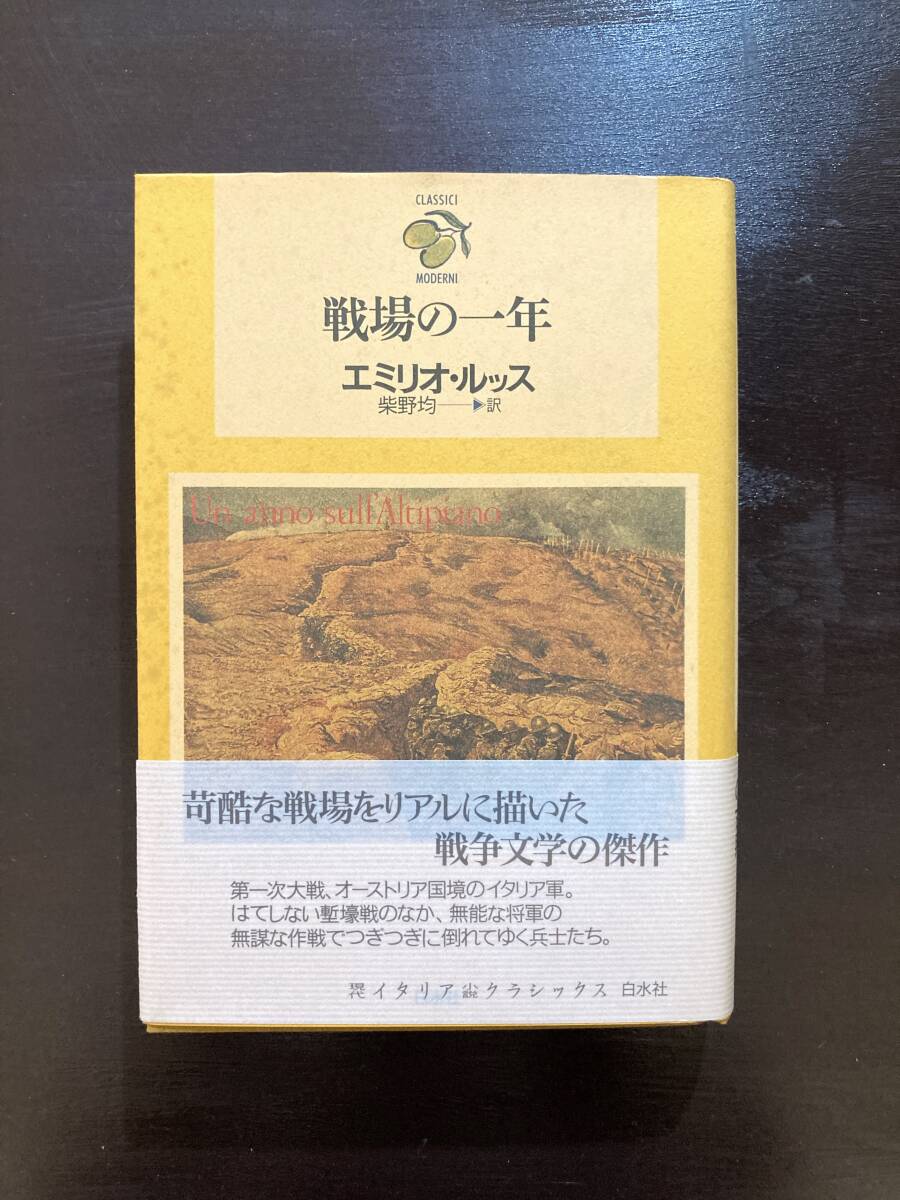 CLASSICI
MODERNI
戦場の一年
エミリオ・ルッス
柴野均──▶訳
Un anno sull'Altipiano
苛酷な戦場をリアルに描いた
戦争文学の傑作
第一次大戦、オーストリア国境のイタリア軍。
はてしない塹壕戦のなか、無能な将軍の
無謀な作戦でつぎつぎに倒れてゆく兵士たち。
現代イタリア小説クラシックス 白水社